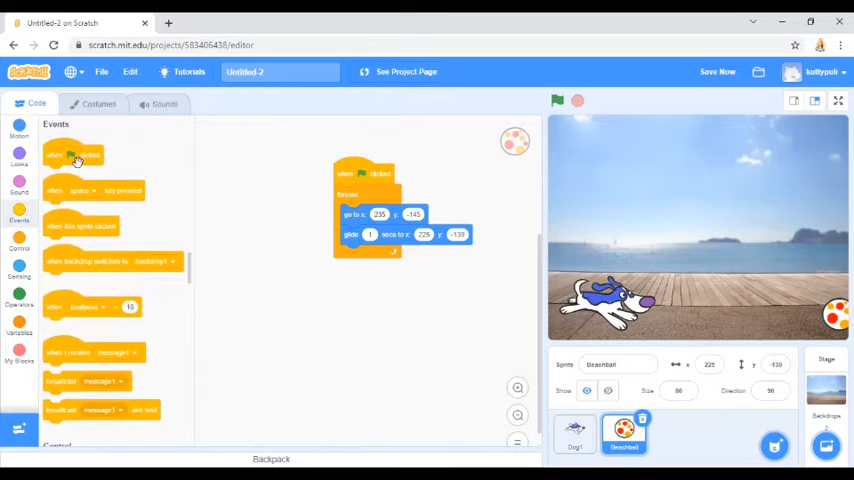 Untitled-2 on Scratch
scratch.mit.edu/projects/583406438/editor
SCRATCH File Edit Tutorials Untitled-2 See Project Page Save Now kuttypuli
Code Costumes Sounds
Motion
Looks
Sound
Events
Control
Sensing
Operators
Variables
My Blocks
Events
when clicked
when space key pressed
when this sprite clicked
when backdrop switches to backdrop1
when loudness > 10
when I receive message1
broadcast message1
broadcast message1 and wait
Control
when clicked
forever
go to x: 235 y: -145
glide 1 secs to x: 225 y: -139
Sprite Beachball x 225 y -139
Show Size 80 Direction 90
Dog1
Beachball
Stage
Backdrops
2
Backpack